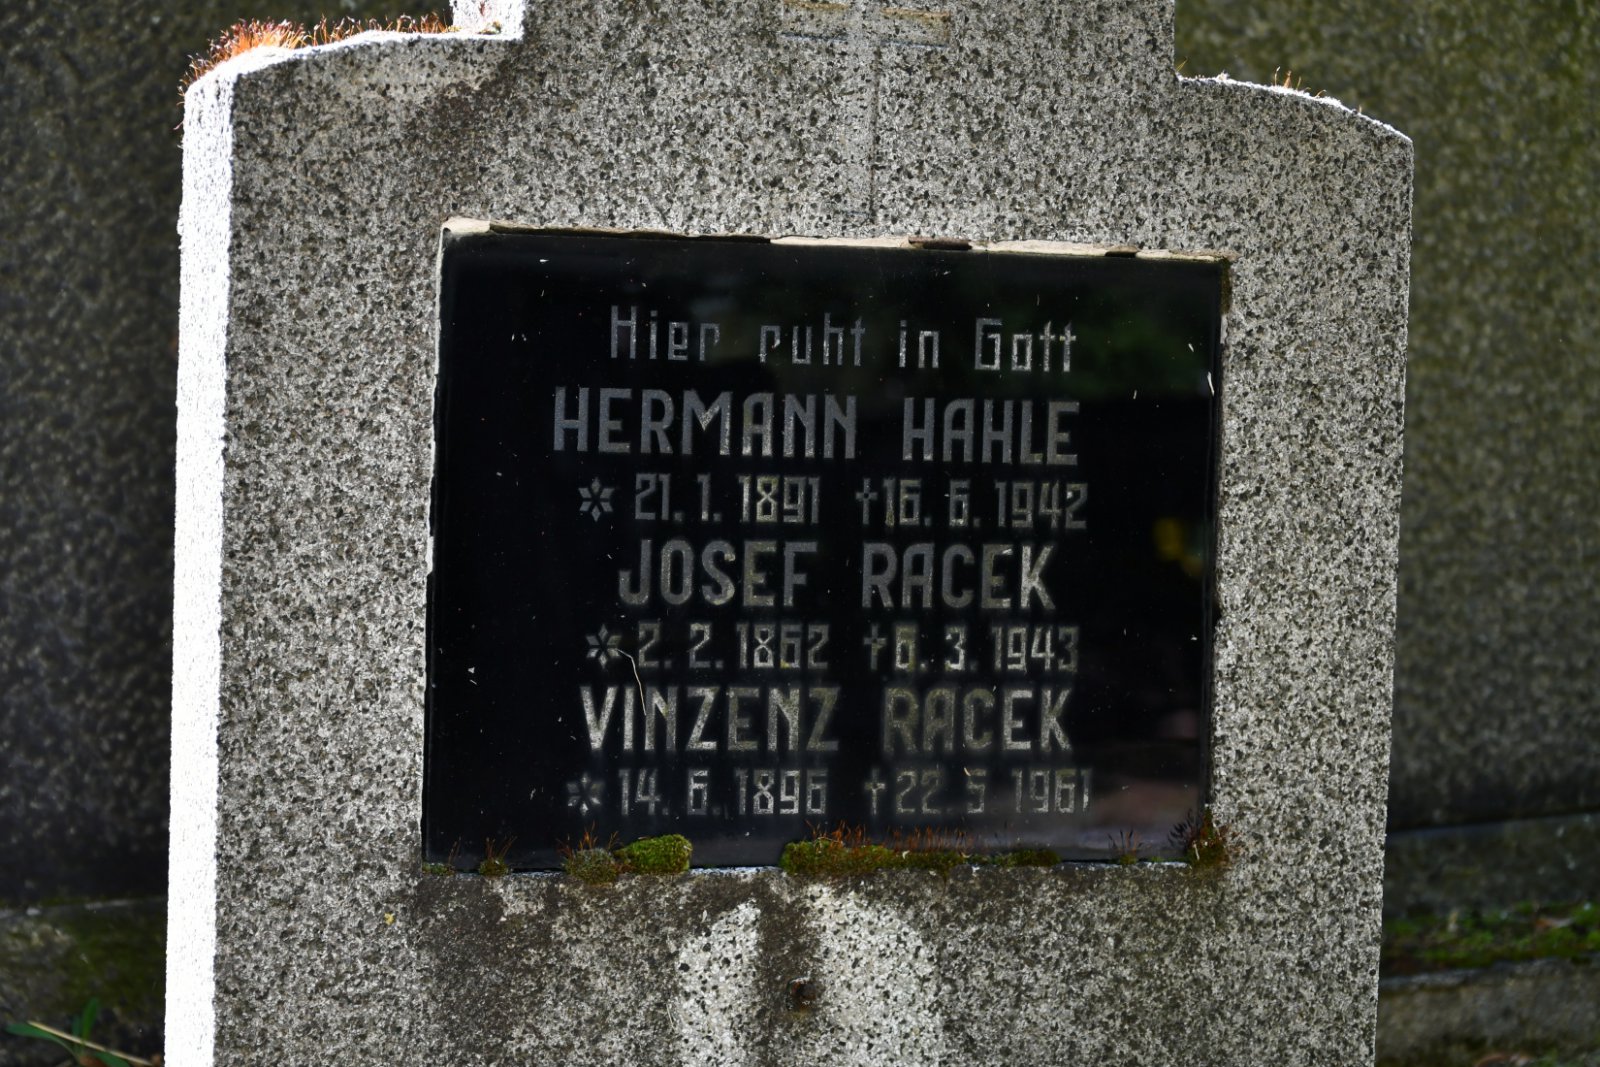 Hier ruht in Gott
HERMANN HAHLE
* 21. 1. 1891 †16. 6. 1942
JOSEF RACEK
* 2. 2. 1862 †6. 3. 1943
VINZENZ RACEK
* 14. 6. 1896 †22. 5 1961